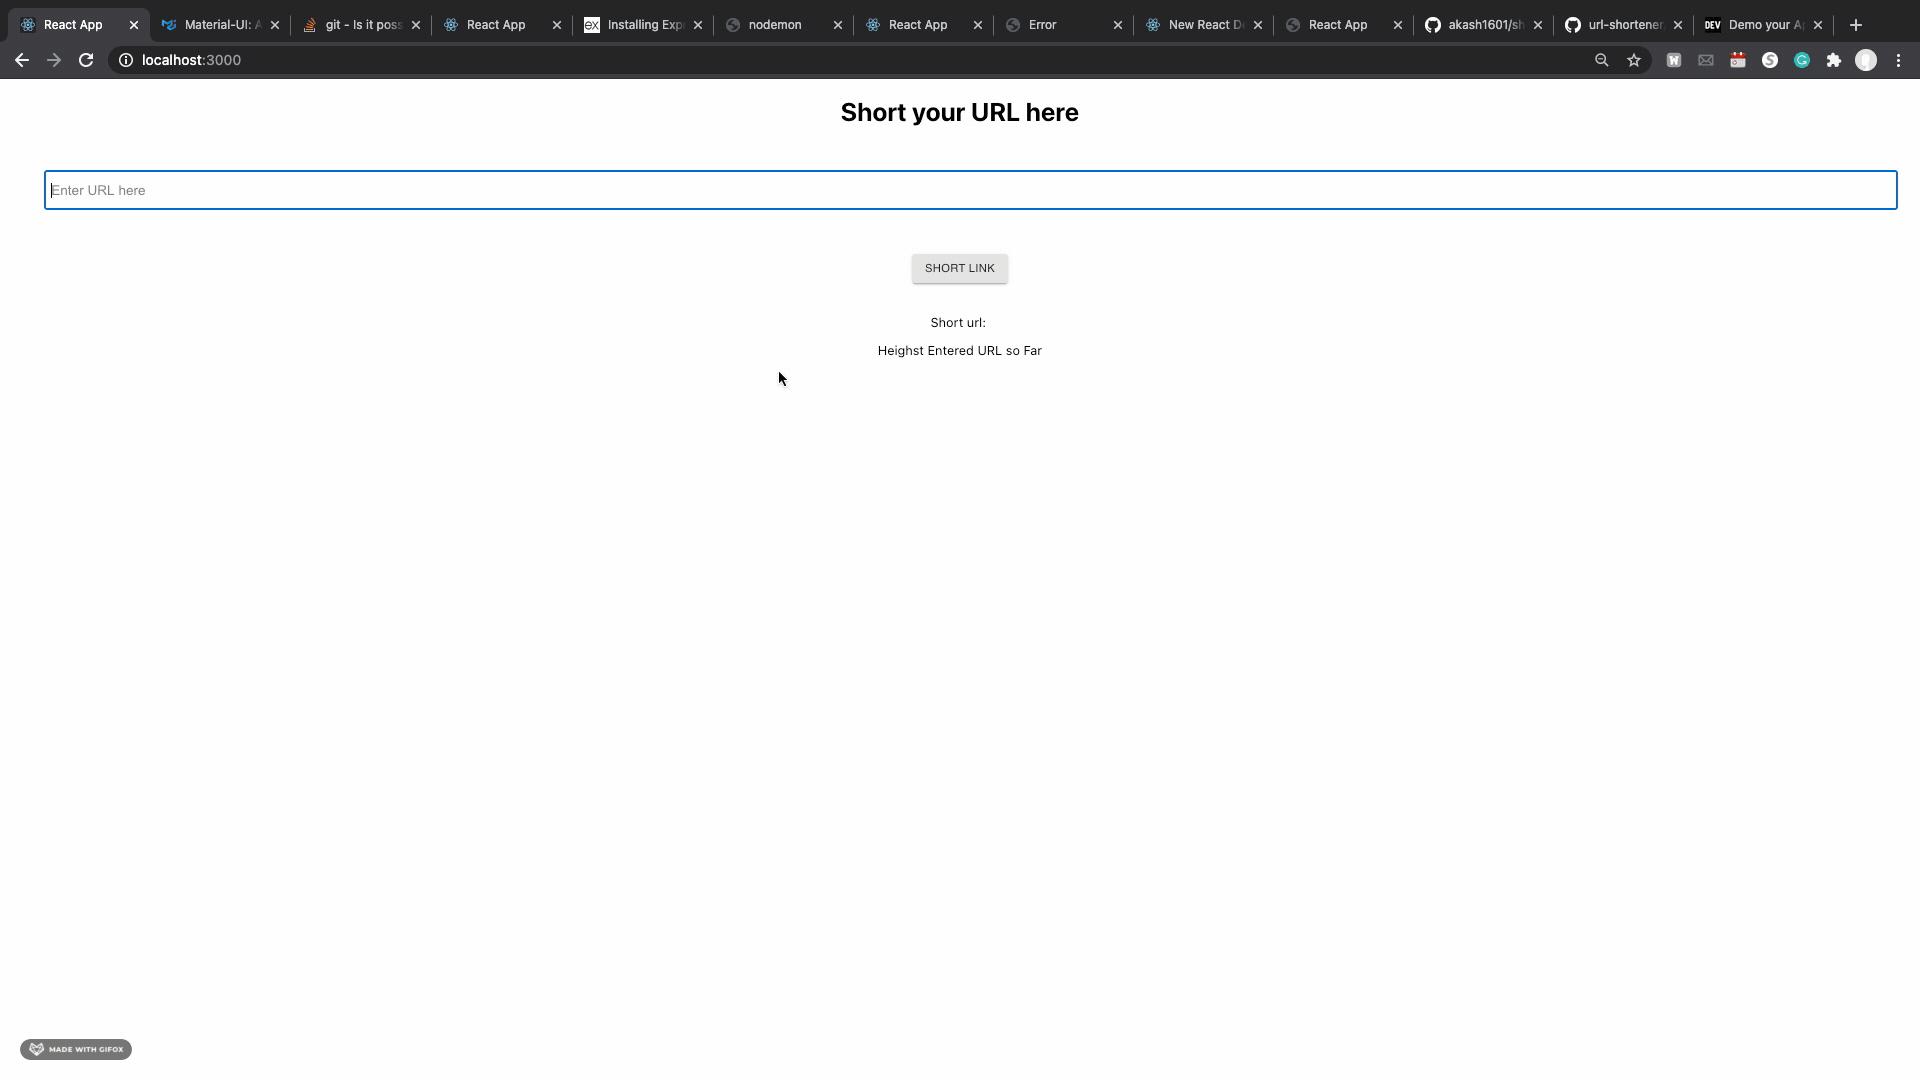 React App
Material-UI: A
git - Is it poss
React App
ex Installing Exp
nodemon
React App
Error
New React D
React App
akash1601/sh
url-shortener
DEV Demo your A
localhost:3000
W
S
G
Short your URL here
Enter URL here
SHORT LINK
Short url:
Heighst Entered URL so Far
MADE WITH GIFOX